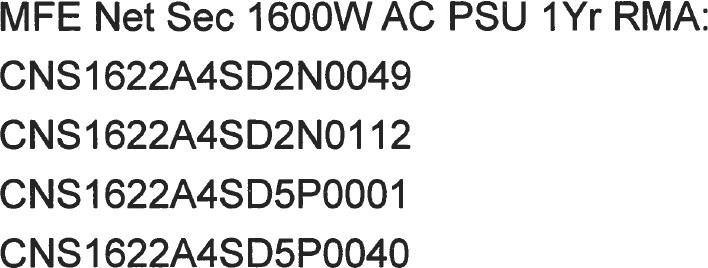 MFE Net Sec 1600W AC PSU 1Yr RMA:
CNS1622A4SD2N0049
CNS1622A4SD2N0112
CNS1622A4SD5P0001
CNS1622A4SD5P0040